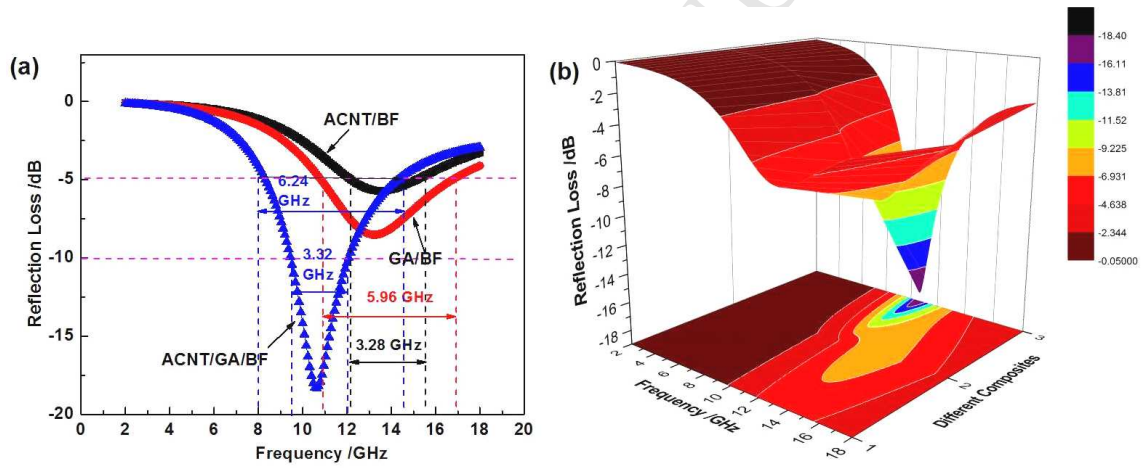 (a)
0
-5
-10
-15
-20
Reflection Loss /dB
0 2 4 6 8 10 12 14 16 18 20
Frequency /GHz
ACNT/BF
6.24
GHz
3.32
GHz
GA/BF
5.96 GHz
3.28 GHz
ACNT/GA/BF
(b)
0
-2
-4
-6
-8
-10
-12
-14
-16
-18
Reflection Loss /dB
2 4 6 8 10 12 14 16 18
Frequency /GHz
1 2 3
Different Composites
-18.40
-16.11
-13.81
-11.52
-9.225
-6.931
-4.638
-2.344
-0.05000